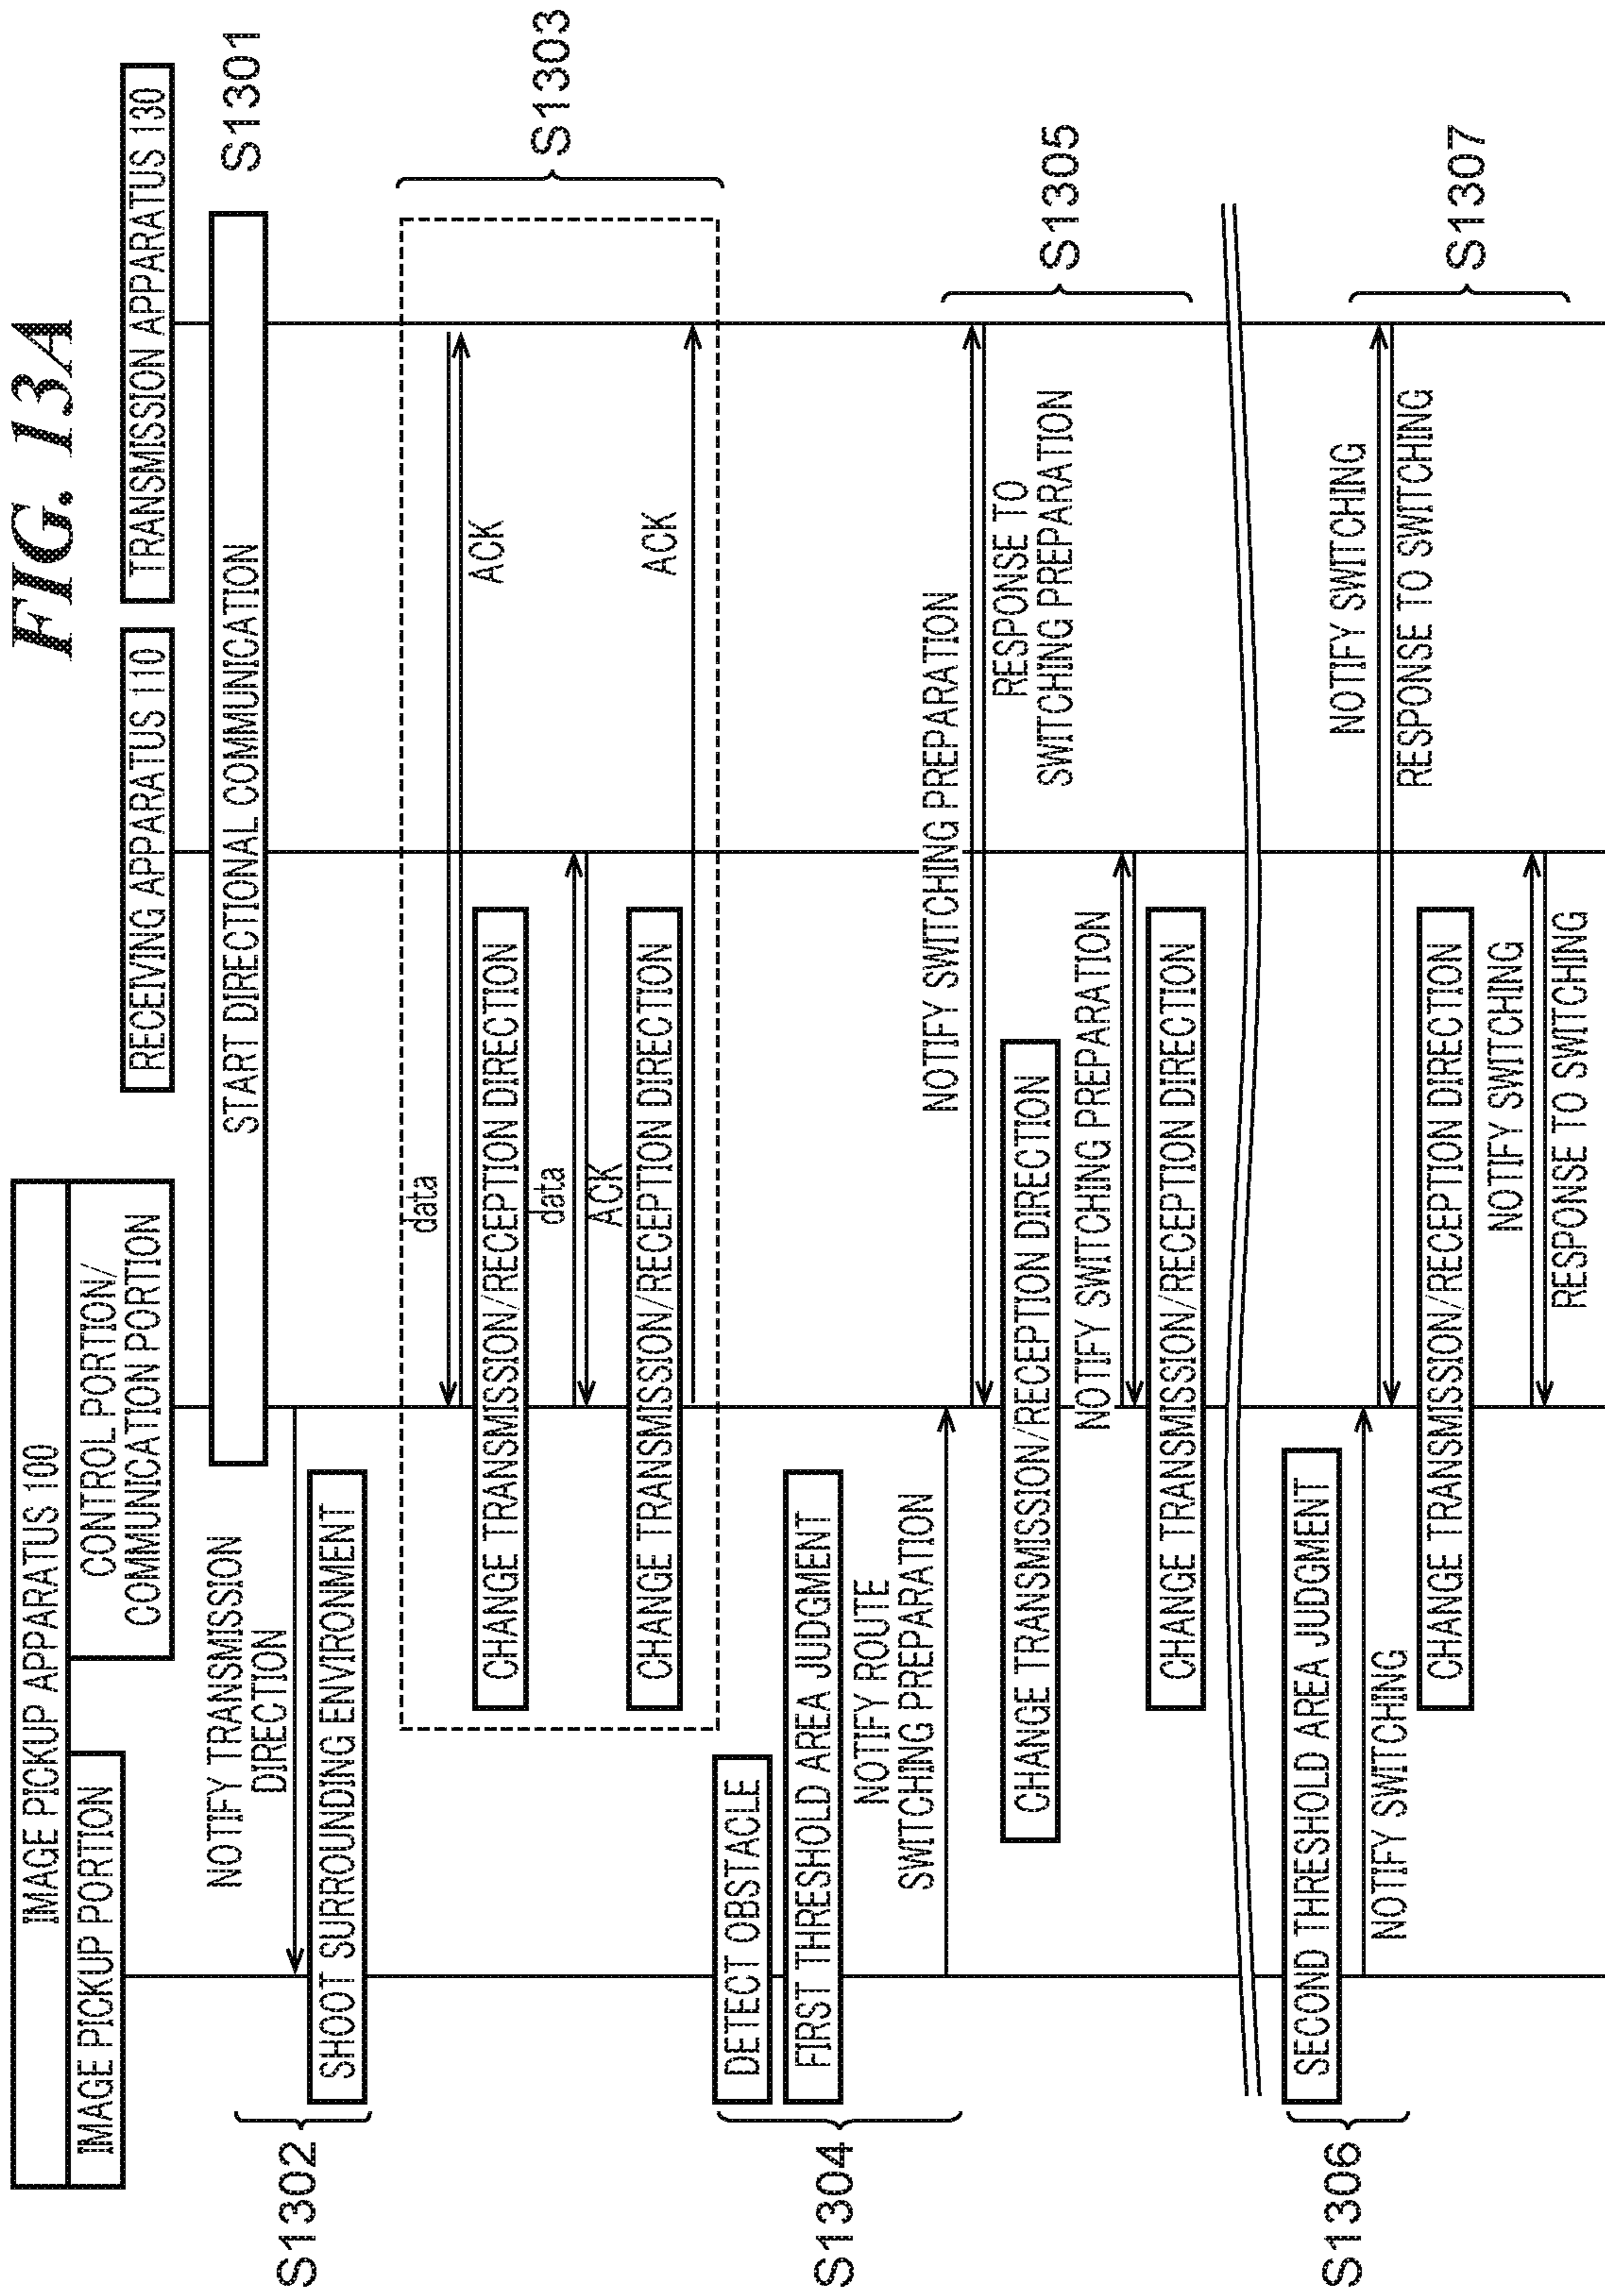 FIG. 13A
IMAGE PICKUP APPARATUS 100
IMAGE PICKUP PORTION
CONTROL PORTION/
COMMUNICATION PORTION
RECEIVING APPARATUS 110
TRANSMISSION APPARATUS 130
START DIRECTIONAL COMMUNICATION
S1301
NOTIFY TRANSMISSION
DIRECTION
SHOOT SURROUNDING ENVIRONMENT
S1302
data
ACK
CHANGE TRANSMISSION/RECEPTION DIRECTION
data
ACK
CHANGE TRANSMISSION/RECEPTION DIRECTION
ACK
S1303
DETECT OBSTACLE
FIRST THRESHOLD AREA JUDGMENT
NOTIFY ROUTE
SWITCHING PREPARATION
S1304
NOTIFY SWITCHING PREPARATION
RESPONSE TO
SWITCHING PREPARATION
CHANGE TRANSMISSION/RECEPTION DIRECTION
NOTIFY SWITCHING PREPARATION
CHANGE TRANSMISSION/RECEPTION DIRECTION
S1305
SECOND THRESHOLD AREA JUDGMENT
NOTIFY SWITCHING
S1306
NOTIFY SWITCHING
RESPONSE TO SWITCHING
CHANGE TRANSMISSION/RECEPTION DIRECTION
NOTIFY SWITCHING
RESPONSE TO SWITCHING
S1307